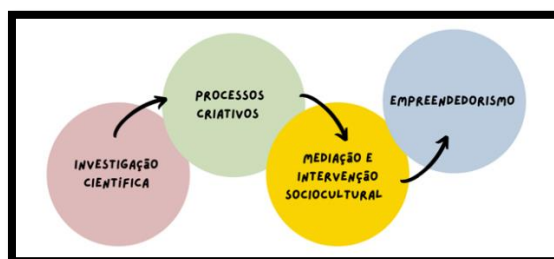 INVESTIGAÇÃO
CIENTÍFICA
PROCESSOS
CRIATIVOS
MEDIAÇÃO E
INTERVENÇÃO
SOCIOCULTURAL
EMPREENDEDORISMO